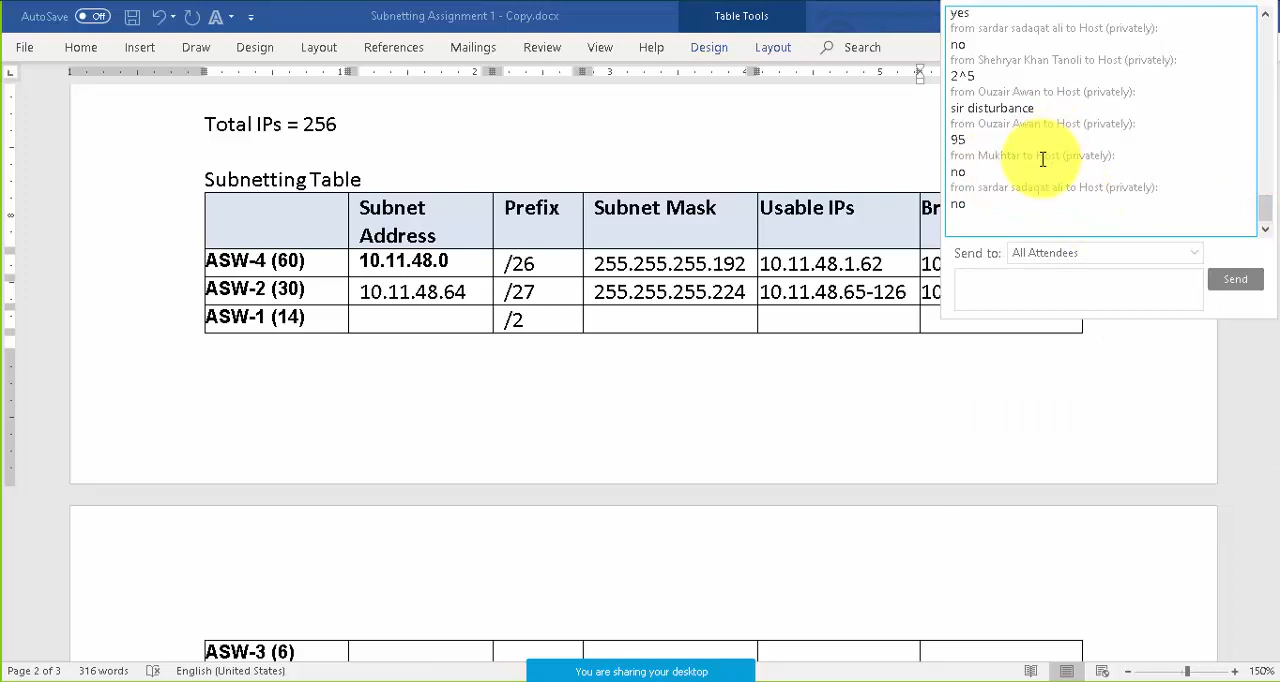 AutoSave Off A Subnetting Assignment 1 - Copy.docx Table Tools
File Home Insert Draw Design Layout References Mailings Review View Help Design Layout Search
1 1 2 3 4 5
Total IPs = 256
Subnetting Table
Subnet Address Prefix Subnet Mask Usable IPs Br
ASW-4 (60) 10.11.48.0 /26 255.255.255.192 10.11.48.1.62 10
ASW-2 (30) 10.11.48.64 /27 255.255.255.224 10.11.48.65-126 10
ASW-1 (14) /2
ASW-3 (6)
yes
from sardar sadaqat ali to Host (privately):
no
from Shehryar Khan Tanoli to Host (privately):
2^5
from Ouzair Awan to Host (privately):
sir disturbance
from Ouzair Awan to Host (privately):
95
from Mukhtar to Host (privately):
no
from sardar sadaqat ali to Host (privately):
no
Send to: All Attendees
Send
Page 2 of 3 316 words English (United States) You are sharing your desktop 150%